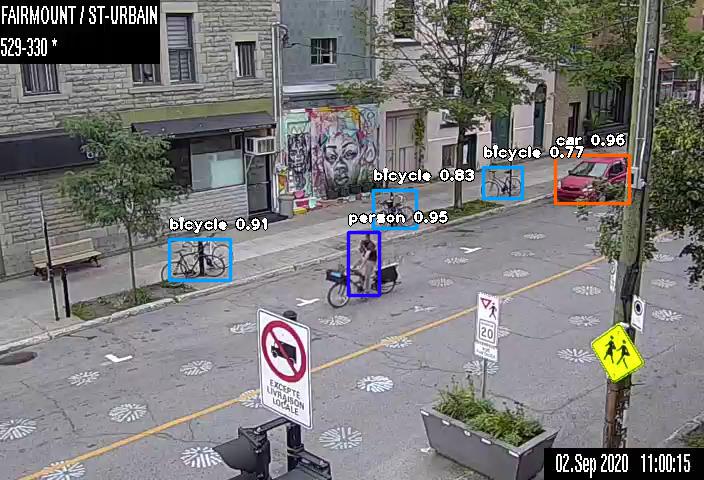 FAIRMOUNT / ST-URBAIN
529-330 *
car 0.96
bicycle 0.77
bicycle 0.83
person 0.95
bicycle 0.91
20
EXCEPTÉ
LIVRAISON
LOCALE
02.Sep 2020 11:00:15